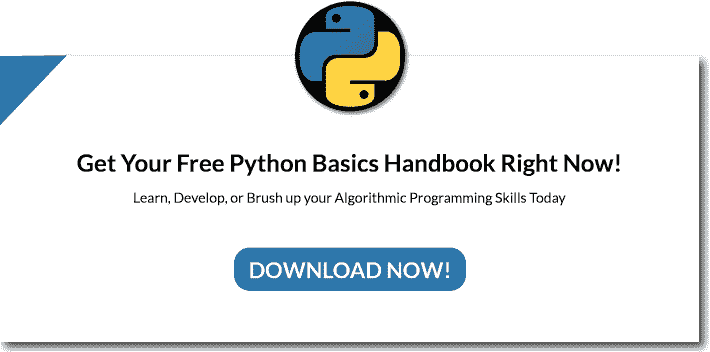 Get Your Free Python Basics Handbook Right Now!
Learn, Develop, or Brush up your Algorithmic Programming Skills Today
DOWNLOAD NOW!